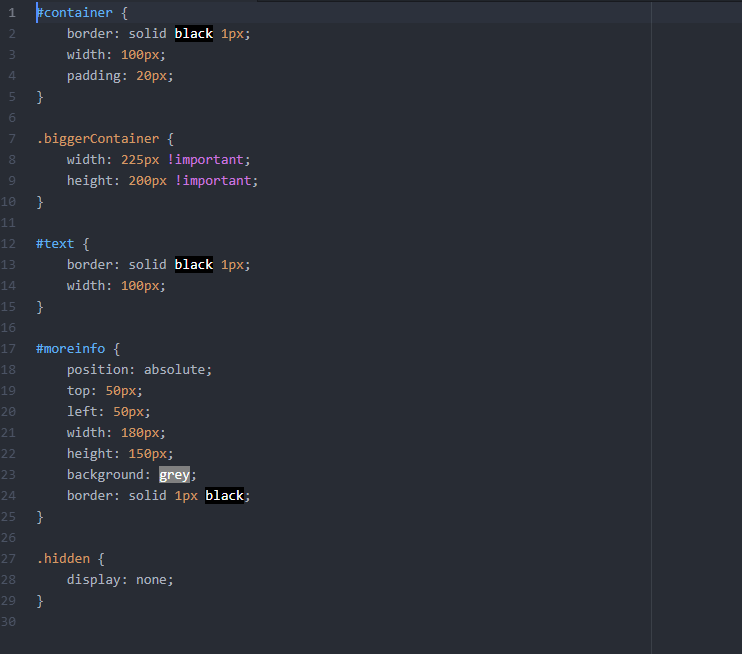 1 #container {
2     border: solid black 1px;
3     width: 100px;
4     padding: 20px;
5 }
6
7 .biggerContainer {
8     width: 225px !important;
9     height: 200px !important;
10 }
11
12 #text {
13     border: solid black 1px;
14     width: 100px;
15 }
16
17 #moreinfo {
18     position: absolute;
19     top: 50px;
20     left: 50px;
21     width: 180px;
22     height: 150px;
23     background: grey;
24     border: solid 1px black;
25 }
26
27 .hidden {
28     display: none;
29 }
30